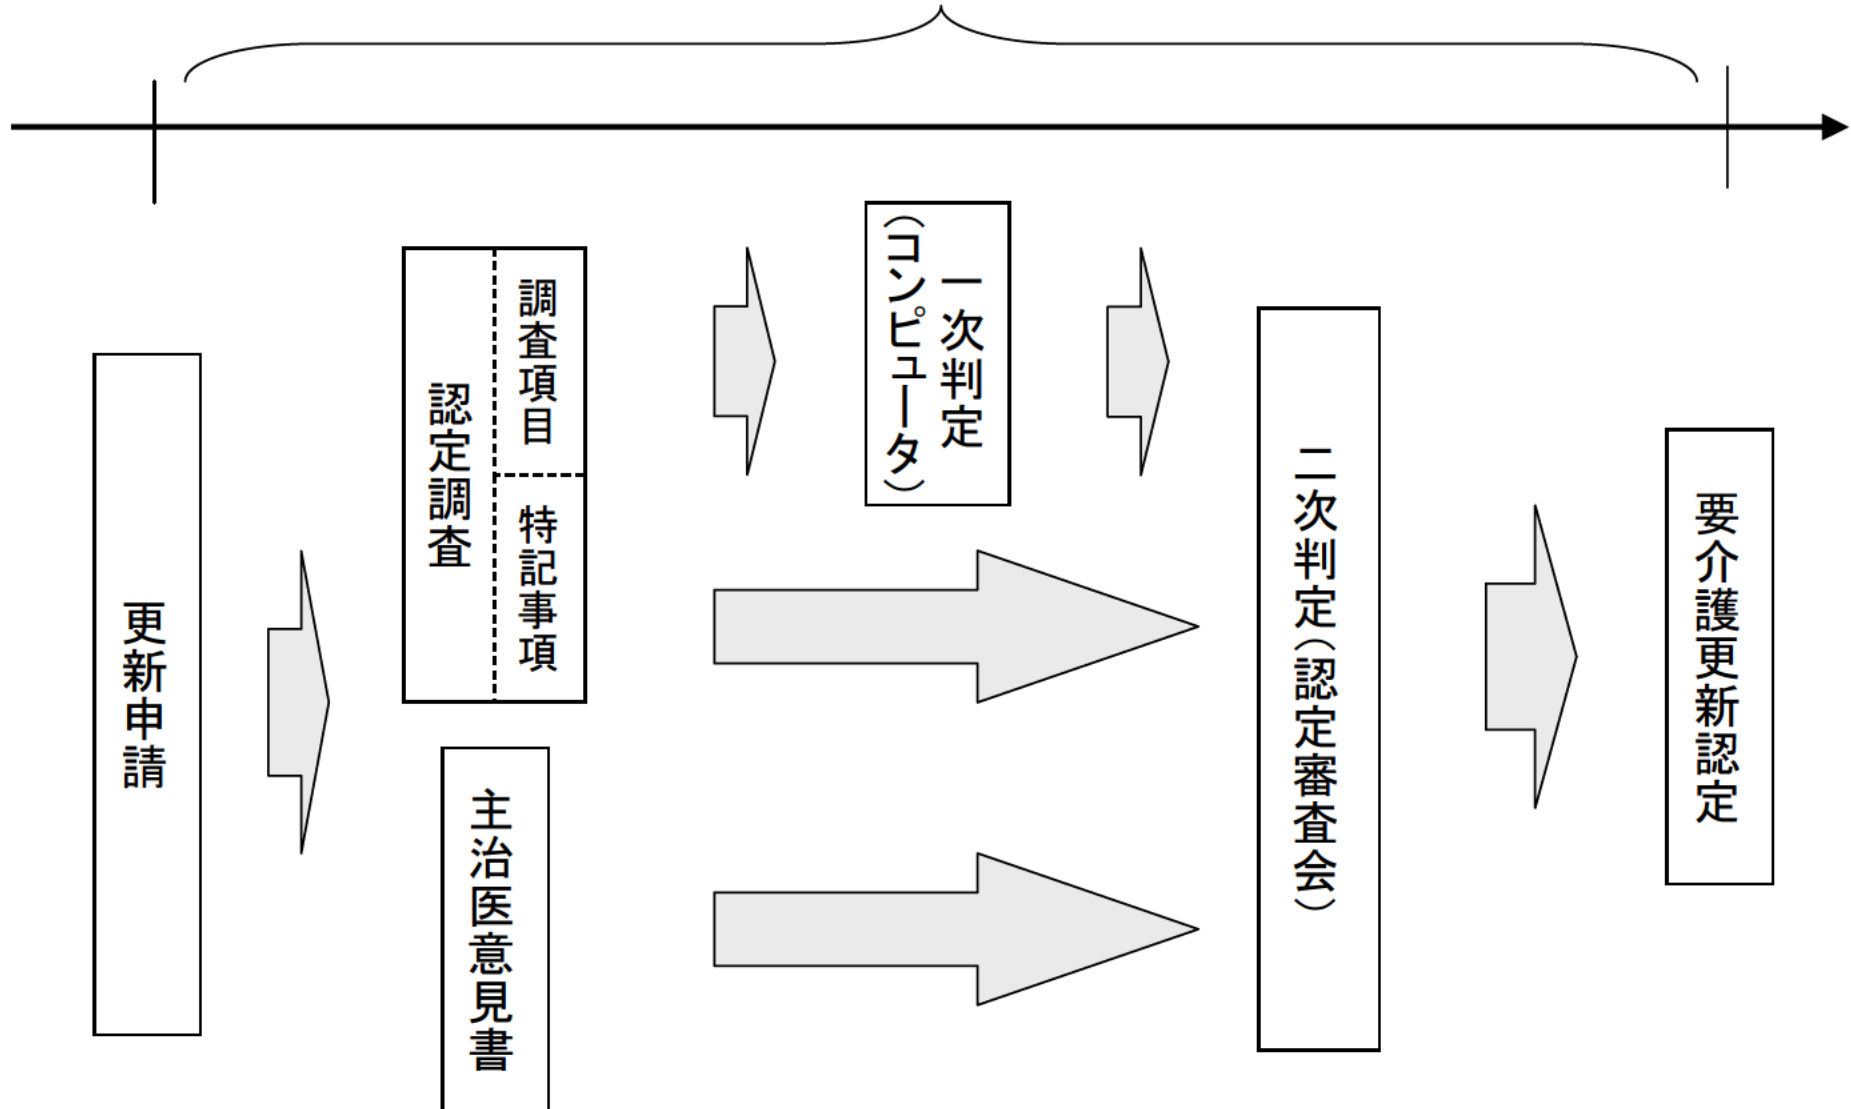 更新申請
認定調査
調査項目
特記事項
主治医意見書
一次判定
（コンピュータ）
二次判定（認定審査会）
要介護更新認定